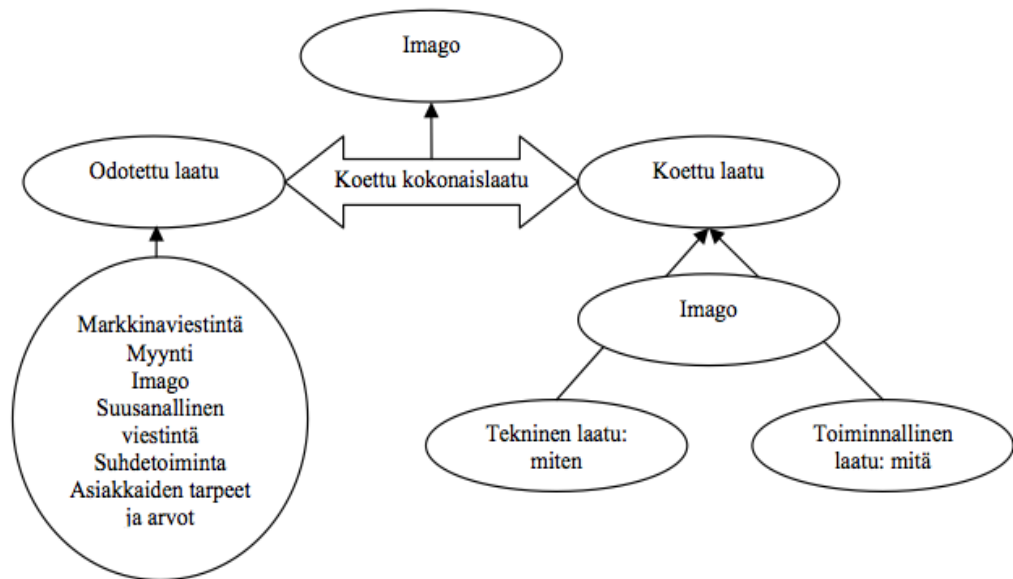 Imago
Odotettu laatu
Koettu kokonaislaatu
Koettu laatu
Markkinaviestintä
Myynti
Imago
Suusanallinen
viestintä
Suhdetoiminta
Asiakkaiden tarpeet
ja arvot
Imago
Tekninen laatu:
miten
Toiminnallinen
laatu: mitä